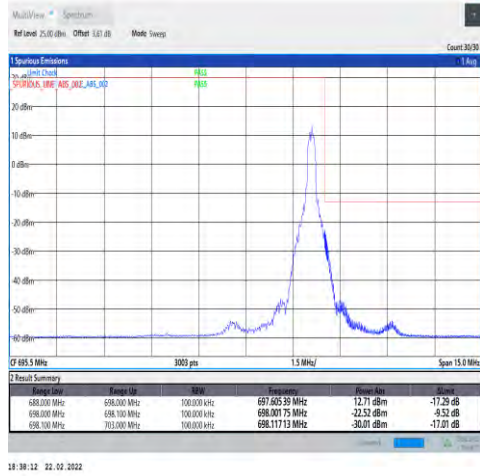 MultiView Spectrum
Ref Level 25.00 dBm Offset 3.61 dB Mode Sweep
Count 30/30
1 Spurious Emissions 1 Avg
Limit Check PASS
SPURIOUS_LINE_ABS_002 ABS_002 PASS
20 dBm
10 dBm
0 dBm
-10 dBm
-20 dBm
-30 dBm
-40 dBm
-50 dBm
-60 dBm
CF 695.5 MHz 3003 pts 1.5 MHz/ Span 15.0 MHz
2 Result Summary
Range Low Range Up RBW Frequency Power Abs ΔLimit
688.000 MHz 698.000 MHz 100.000 kHz 697.605 39 MHz 12.71 dBm -17.29 dB
698.000 MHz 698.100 MHz 100.000 kHz 698.001 75 MHz -22.52 dBm -9.52 dB
698.100 MHz 703.000 MHz 100.000 kHz 698.117 13 MHz -30.01 dBm -17.01 dB
18:38:12 22.02.2022